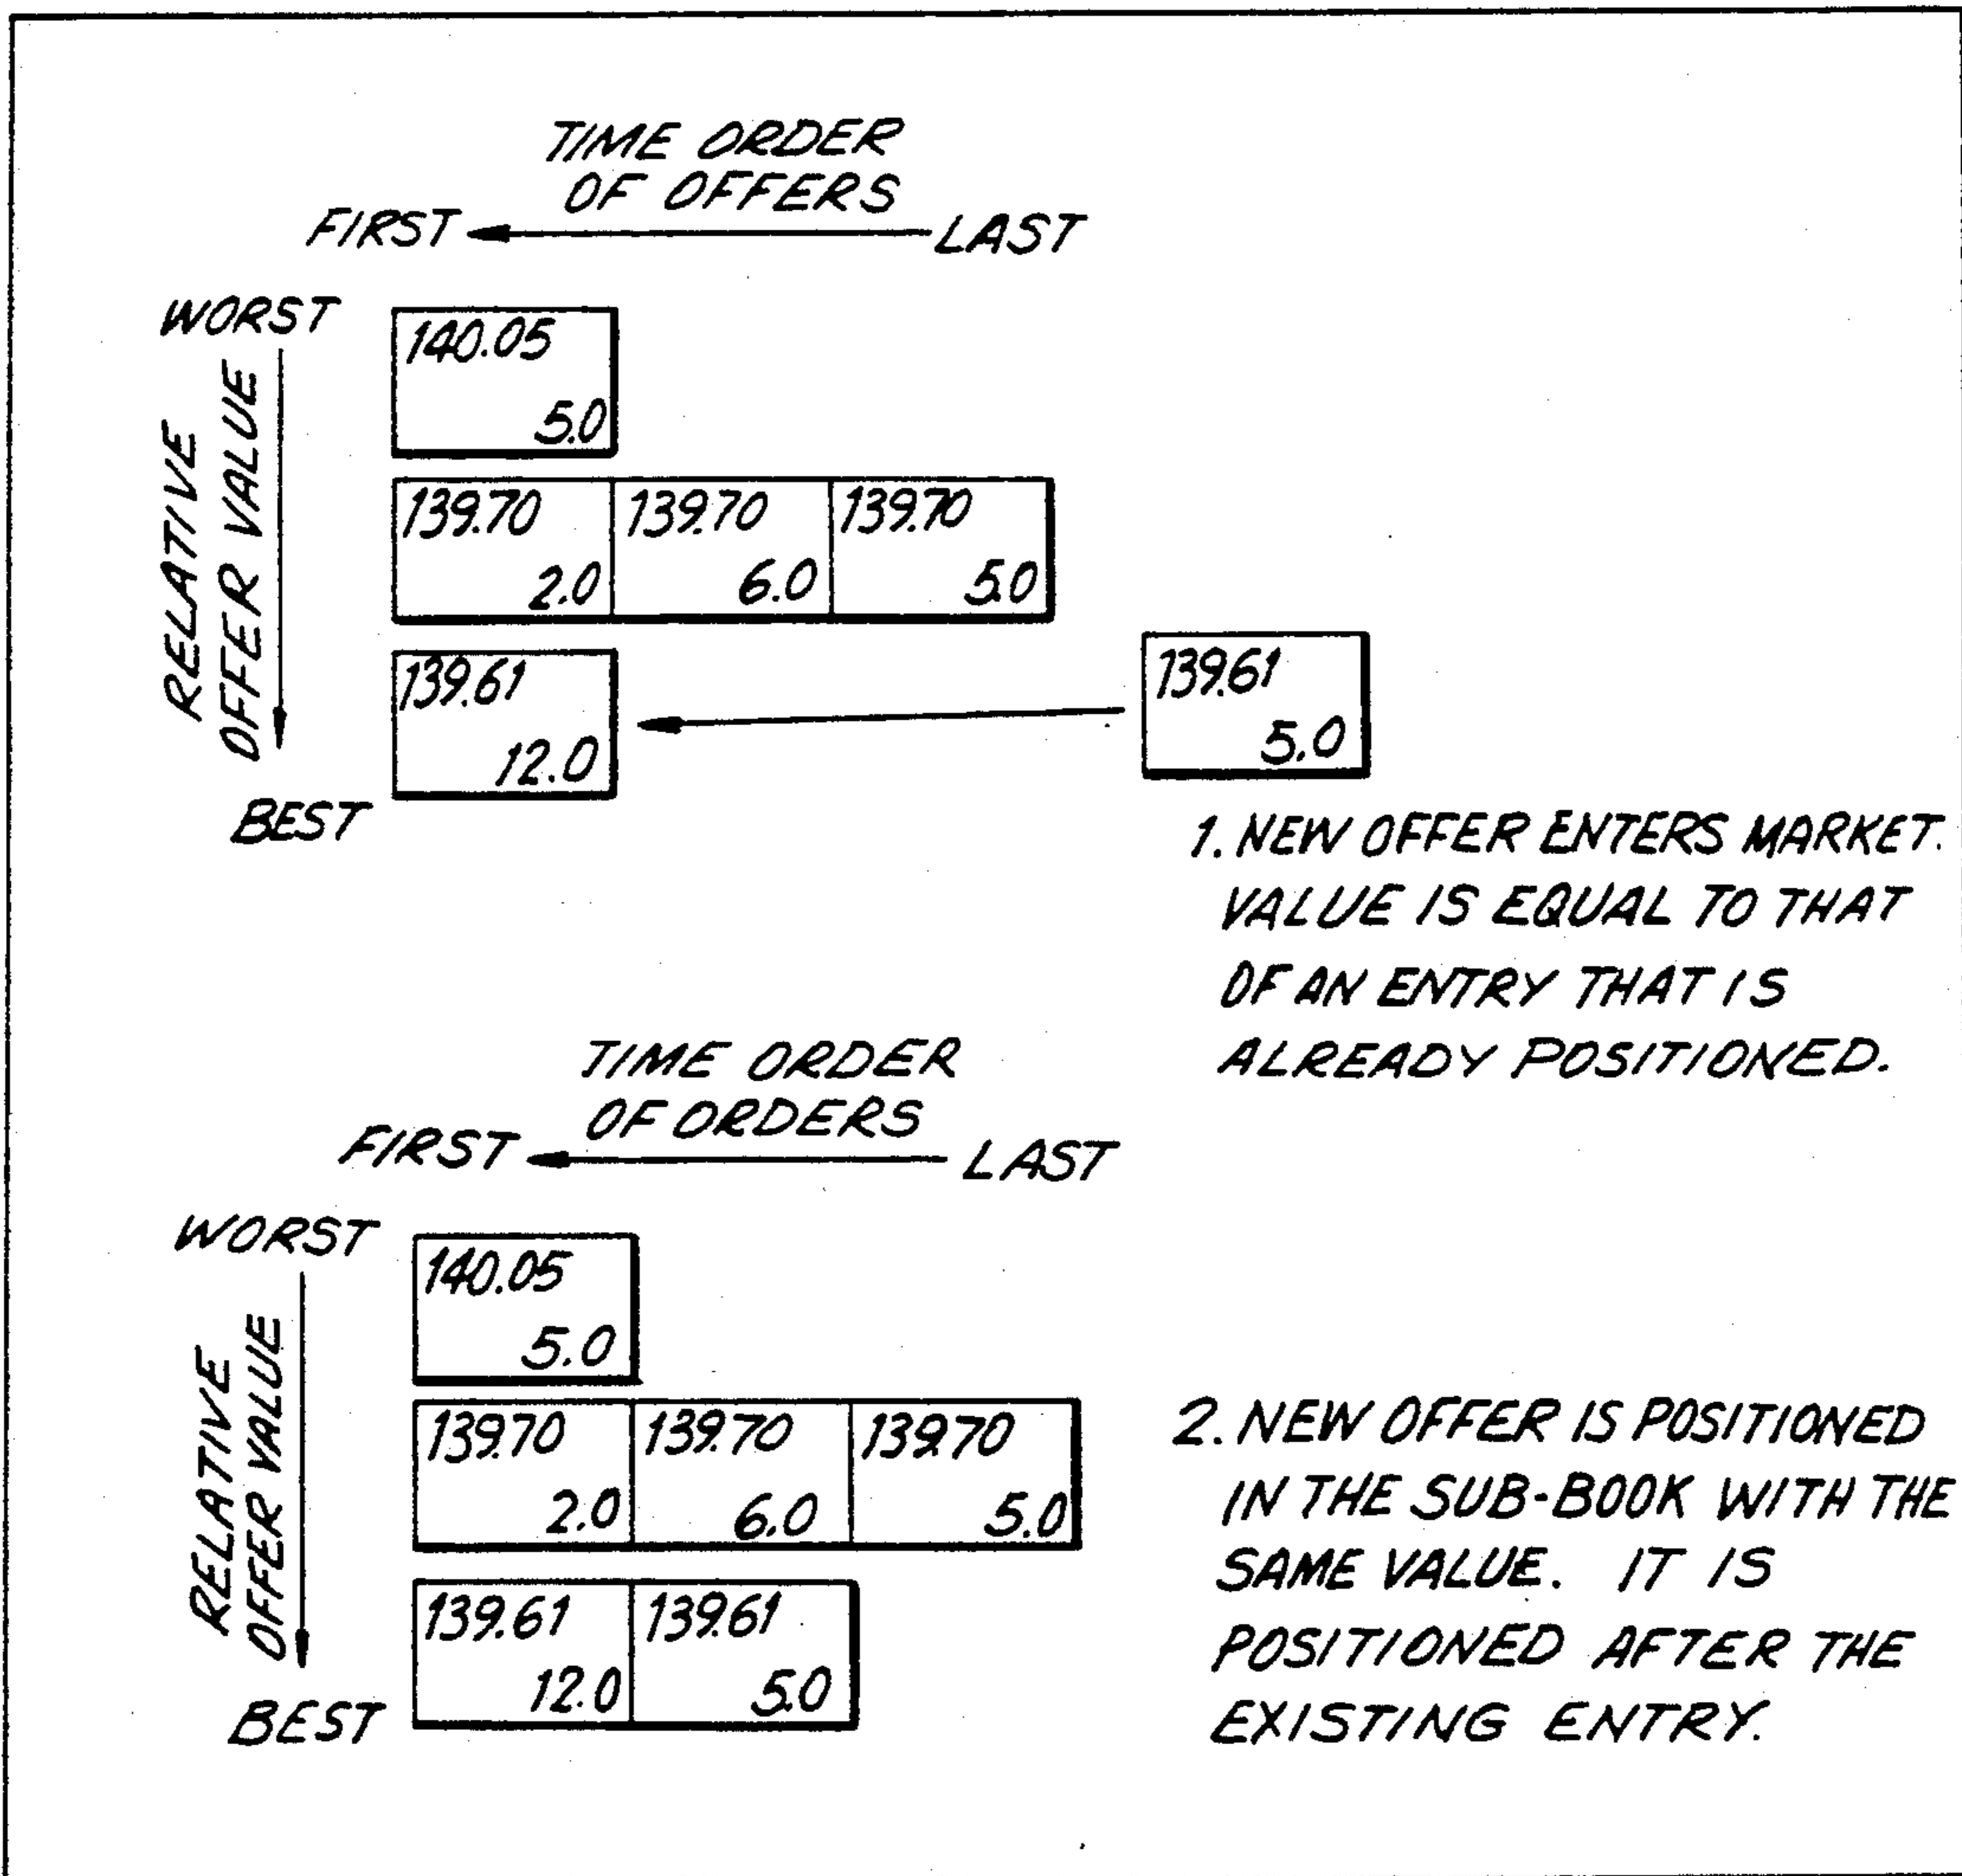 TIME ORDER
OF OFFERS
FIRST LAST
WORST
RELATIVE
OFFER VALUE
140.05
5.0
139.70 139.70 139.70
2.0 6.0 5.0
139.61
12.0
139.61
5.0
BEST
1. NEW OFFER ENTERS MARKET.
VALUE IS EQUAL TO THAT
OF AN ENTRY THAT IS
ALREADY POSITIONED.
TIME ORDER
OF ORDERS
FIRST LAST
WORST
RELATIVE
OFFER VALUE
140.05
5.0
139.70 139.70 139.70
2.0 6.0 5.0
139.61 139.61
12.0 5.0
BEST
2. NEW OFFER IS POSITIONED
IN THE SUB-BOOK WITH THE
SAME VALUE. IT IS
POSITIONED AFTER THE
EXISTING ENTRY.